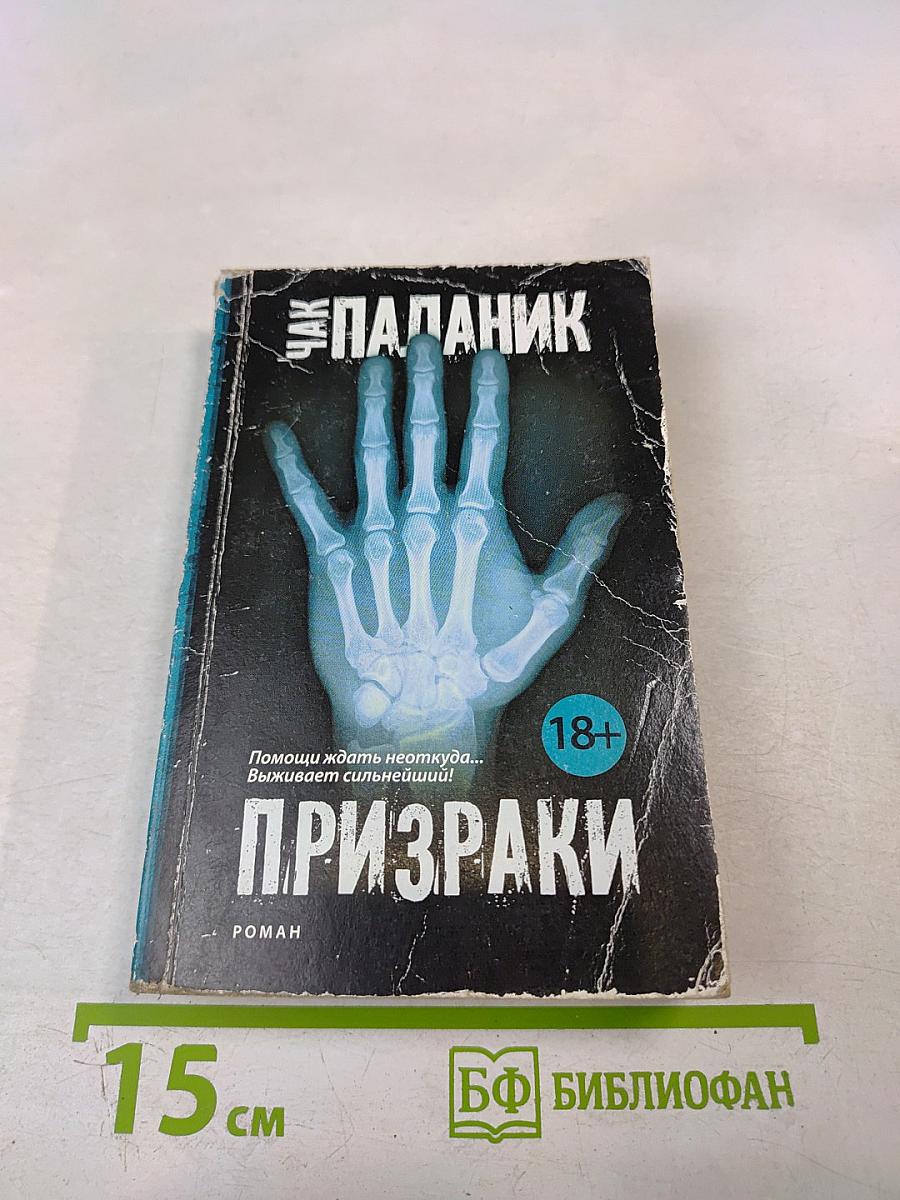 ЧАК ПАЛАНИК
18+
Помощи ждать неоткуда...
Выживает сильнейший!
ПРИЗРАКИ
РОМАН
15 см
БФ БИБЛИОФАН